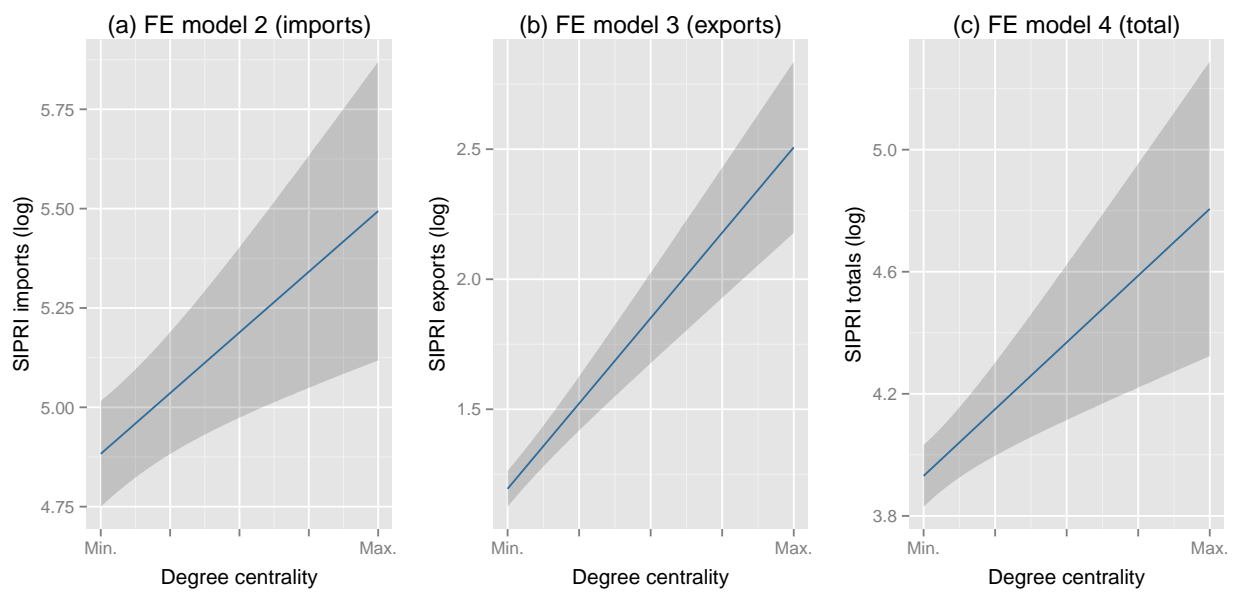 (a) FE model 2 (imports)
SIPRI imports (log)
5.75
5.50
5.25
5.00
4.75
Min.
Max.
Degree centrality
(b) FE model 3 (exports)
SIPRI exports (log)
2.5
2.0
1.5
Min.
Max.
Degree centrality
(c) FE model 4 (total)
SIPRI totals (log)
5.0
4.6
4.2
3.8
Min.
Max.
Degree centrality